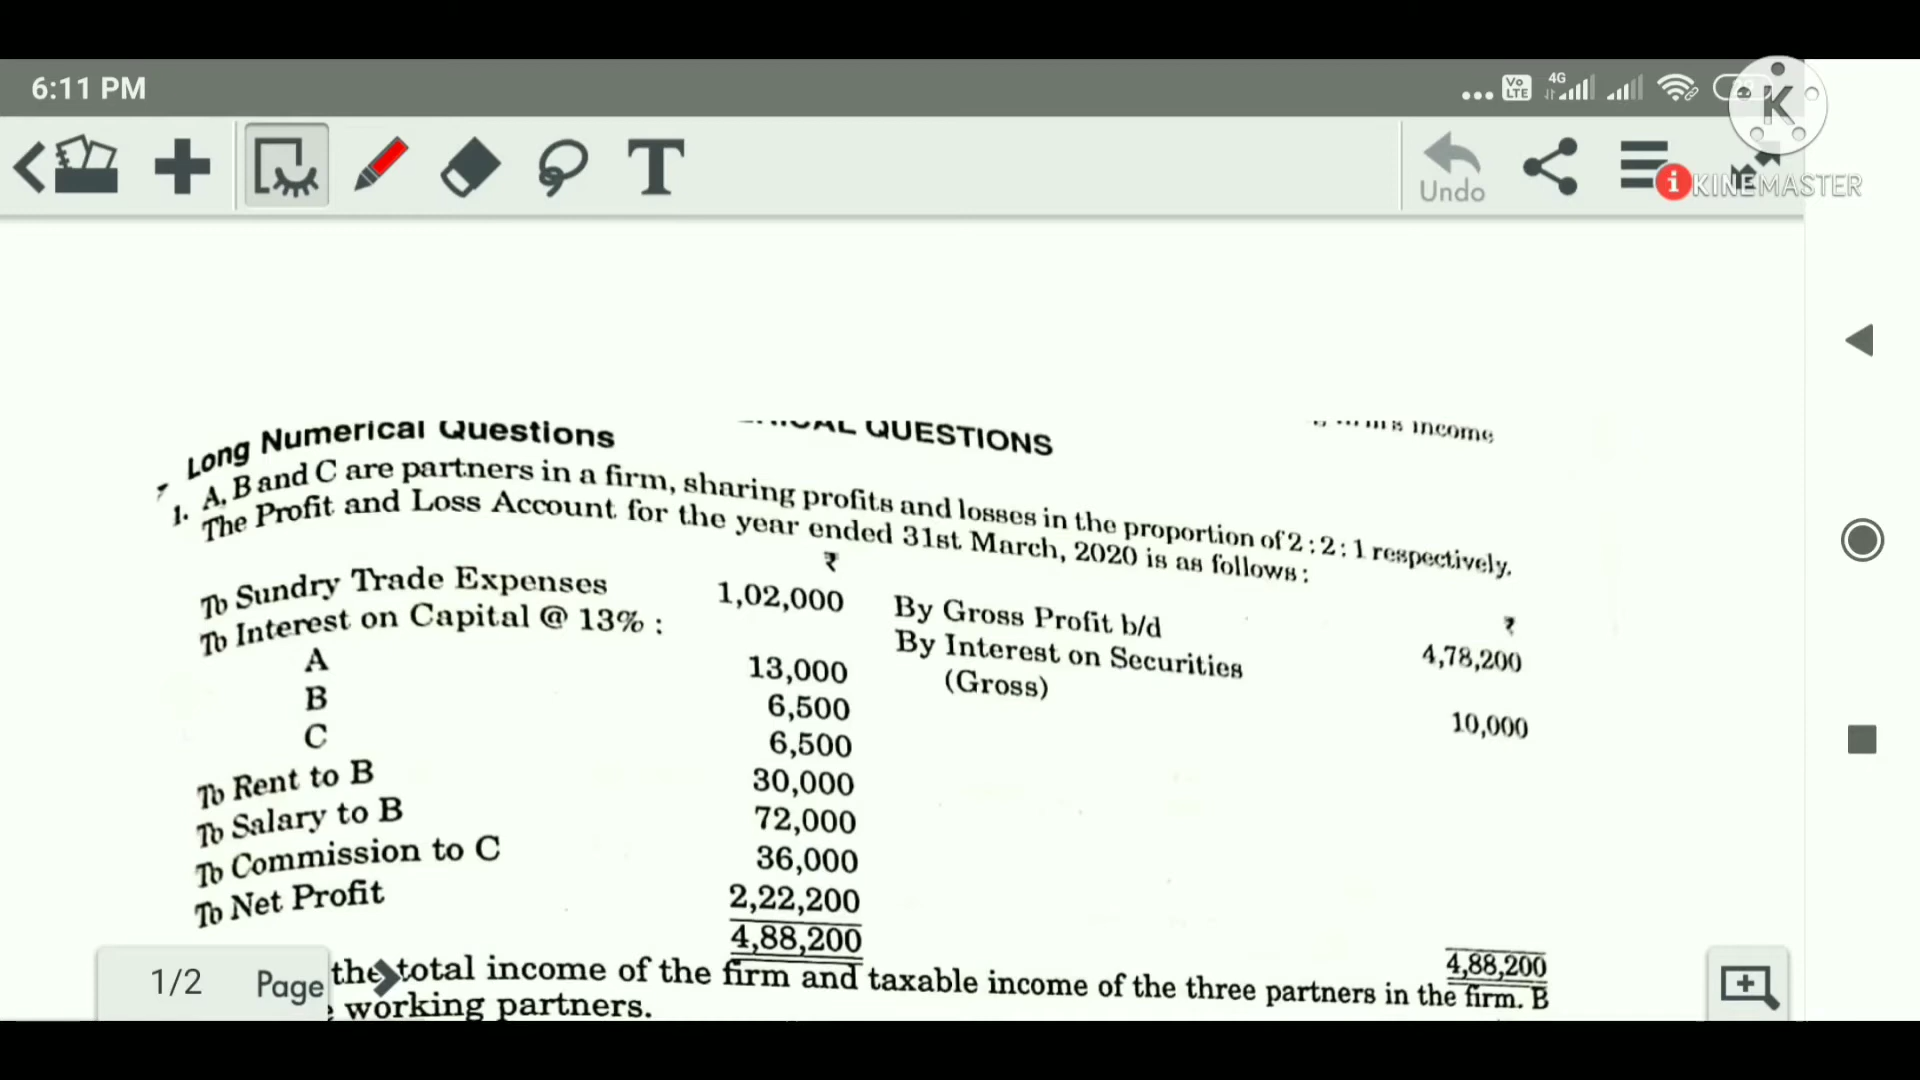 6:11 PM
Vo LTE 4G
K
T
Undo
KINEMASTER
QUESTIONS
income
Long Numerical Questions
1. A, B and C are partners in a firm, sharing profits and losses in the proportion of 2 : 2 : 1 respectively.
The Profit and Loss Account for the year ended 31st March, 2020 is as follows :
₹ ₹
To Sundry Trade Expenses 1,02,000 By Gross Profit b/d 4,78,200
To Interest on Capital @ 13% : By Interest on Securities
A 13,000 (Gross) 10,000
B 6,500
C 6,500
To Rent to B 30,000
To Salary to B 72,000
To Commission to C 36,000
To Net Profit 2,22,200
4,88,200 4,88,200
the total income of the firm and taxable income of the three partners in the firm. B
working partners.
1/2 Page